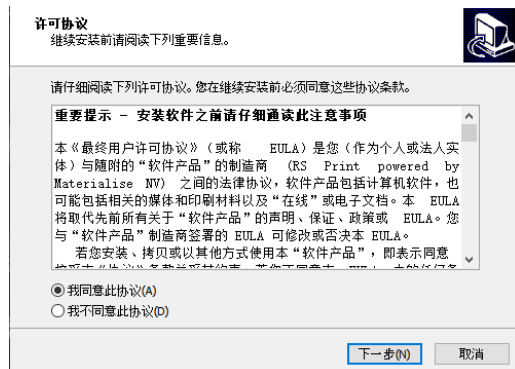 许可协议
继续安装前请阅读下列重要信息。
请仔细阅读下列许可协议。您在继续安装前必须同意这些协议条款。
重要提示 - 安装软件之前请仔细通读此注意事项
本《最终用户许可协议》（或称 EULA）是您（作为个人或法人实
体）与随附的“软件产品”的制造商 (RS Print powered by
Materialise NV) 之间的法律协议，软件产品包括计算机软件，也
可能包括相关的媒体和印刷材料以及“在线”或电子文档。本 EULA
将取代先前所有关于“软件产品”的声明、保证、政策或 EULA。您
与“软件产品”制造商签署的 EULA 可修改或否决本 EULA。
若您安装、拷贝或以其他方式使用本“软件产品”，即表示同意
我同意此协议(A)
我不同意此协议(D)
下一步(N)
取消